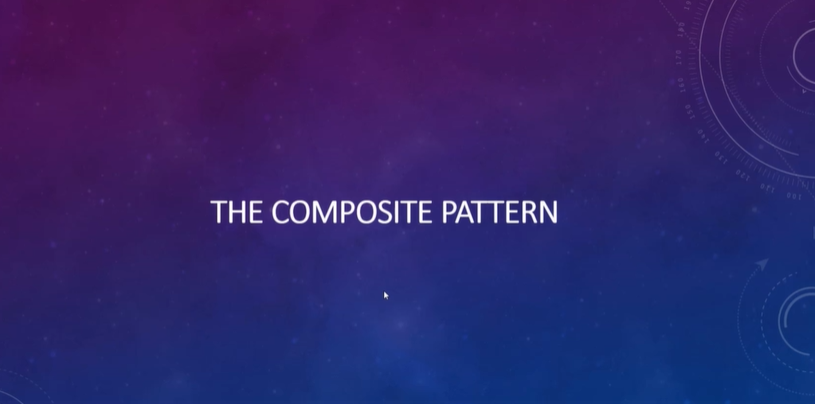 THE COMPOSITE PATTERN